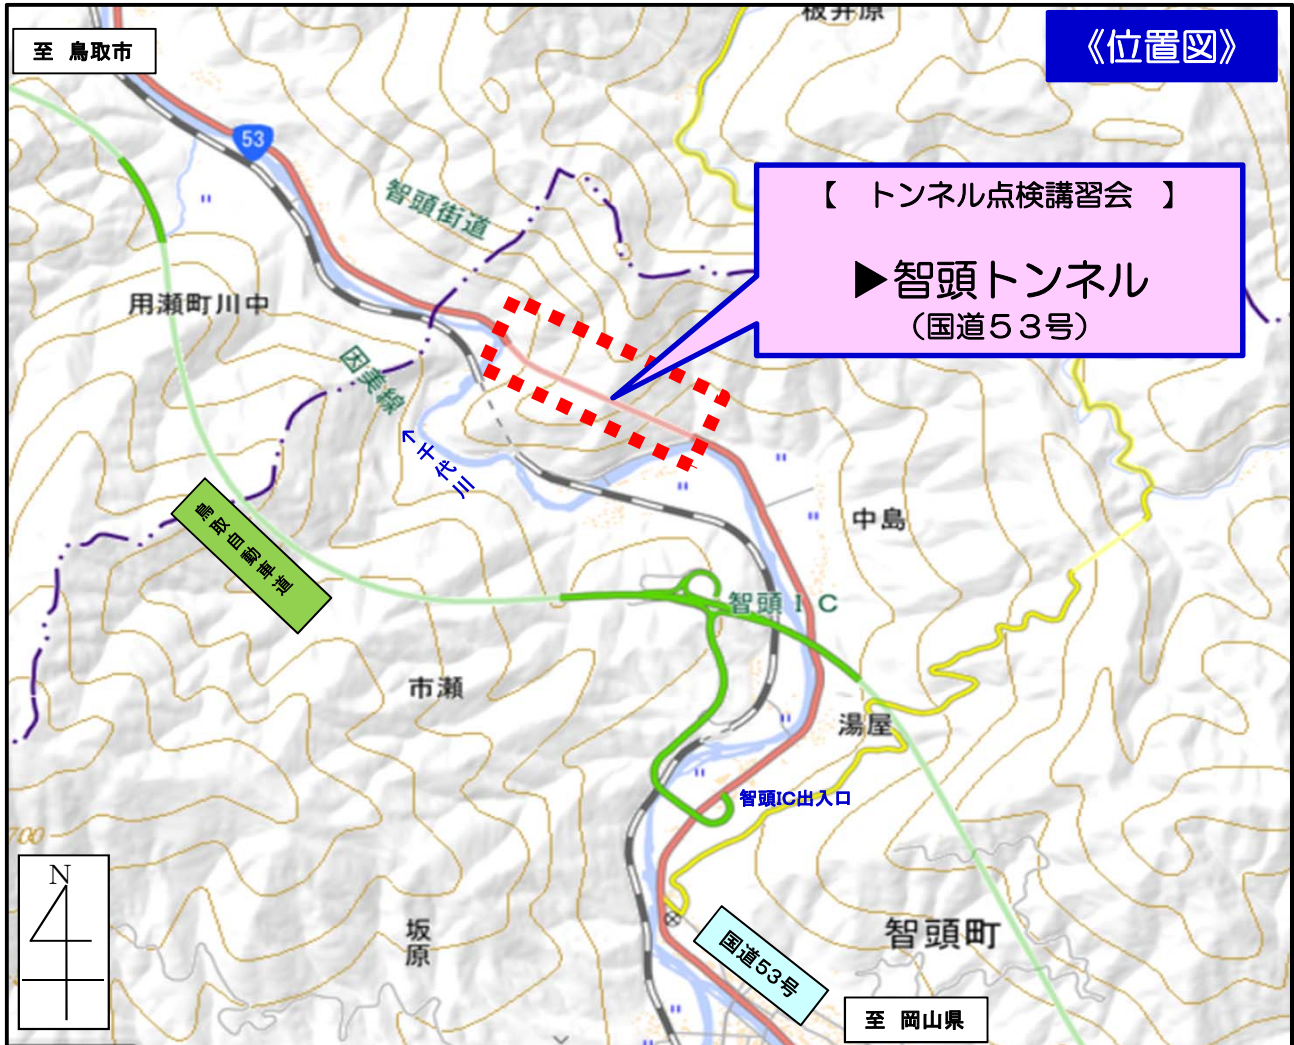 板井原
至 鳥取市
《位置図》
53
【 トンネル点検講習会 】
智頭街道
▶智頭トンネル
(国道53号)
用瀬町川中
因美線
↑千代川
鳥取自動車道
中島
智頭IC
市瀬
湯屋
智頭IC出入口
700
N
坂原
智頭町
国道53号
至 岡山県